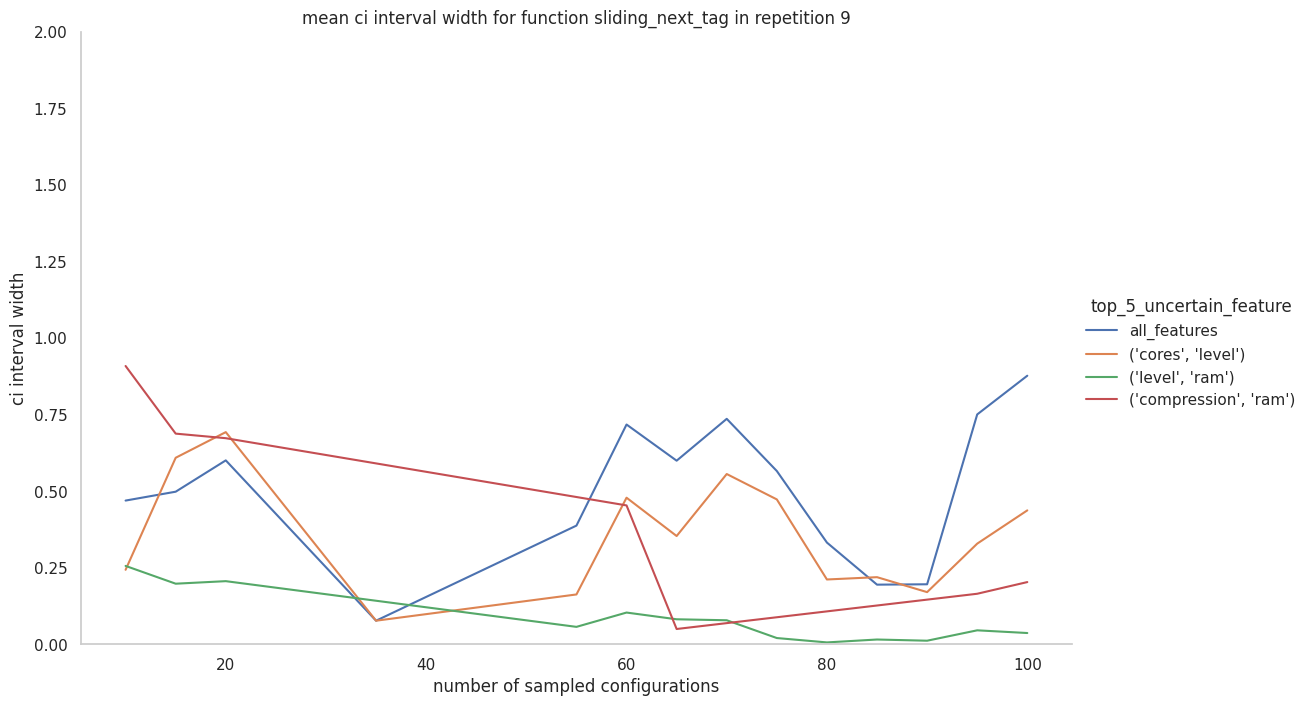 mean ci interval width for function sliding_next_tag in repetition 9
2.00
1.75
1.50
1.25
1.00
0.75
0.50
0.25
0.00
ci interval width
20
40
60
80
100
number of sampled configurations
top_5_uncertain_feature
all_features
('cores', 'level')
('level', 'ram')
('compression', 'ram')